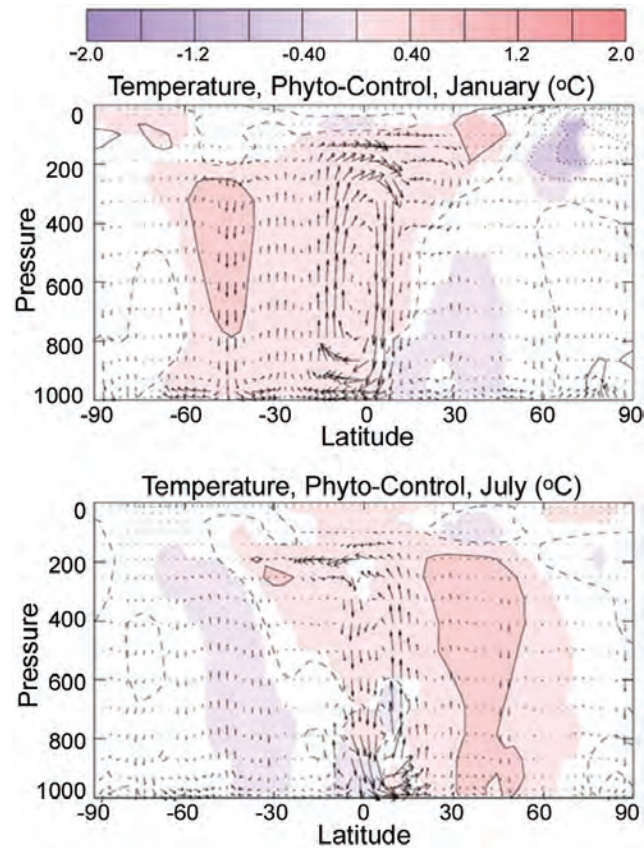 -2.0 -1.2 -0.40 0.40 1.2 2.0
Temperature, Phyto-Control, January (oC)
0
200
400
600
800
1000
Pressure
-90 -60 -30 0 30 60 90
Latitude
Temperature, Phyto-Control, July (oC)
0
200
400
600
800
1000
Pressure
-90 -60 -30 0 30 60 90
Latitude